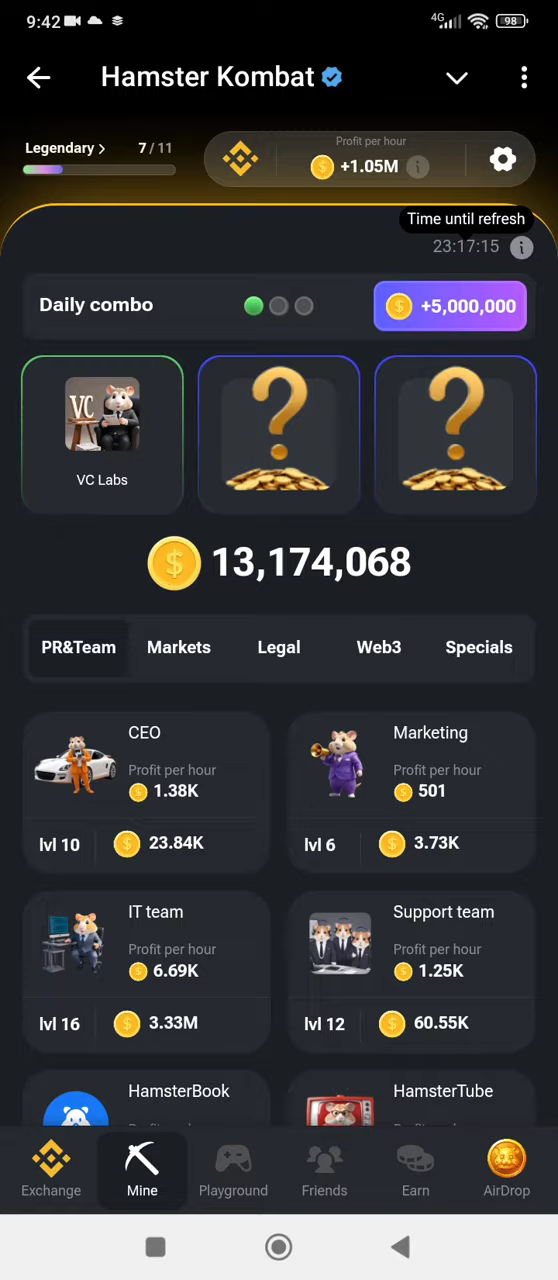 9:42
4G
98
Hamster Kombat
Legendary >
7 / 11
Profit per hour
+1.05M
Time until refresh
23:17:15
Daily combo
+5,000,000
VC
VC Labs
13,174,068
PR&Team
Markets
Legal
Web3
Specials
CEO
Profit per hour
1.38K
lvl 10
23.84K
Marketing
Profit per hour
501
lvl 6
3.73K
IT team
Profit per hour
6.69K
lvl 16
3.33M
Support team
Profit per hour
1.25K
lvl 12
60.55K
HamsterBook
HamsterTube
Exchange
Mine
Playground
Friends
Earn
AirDrop